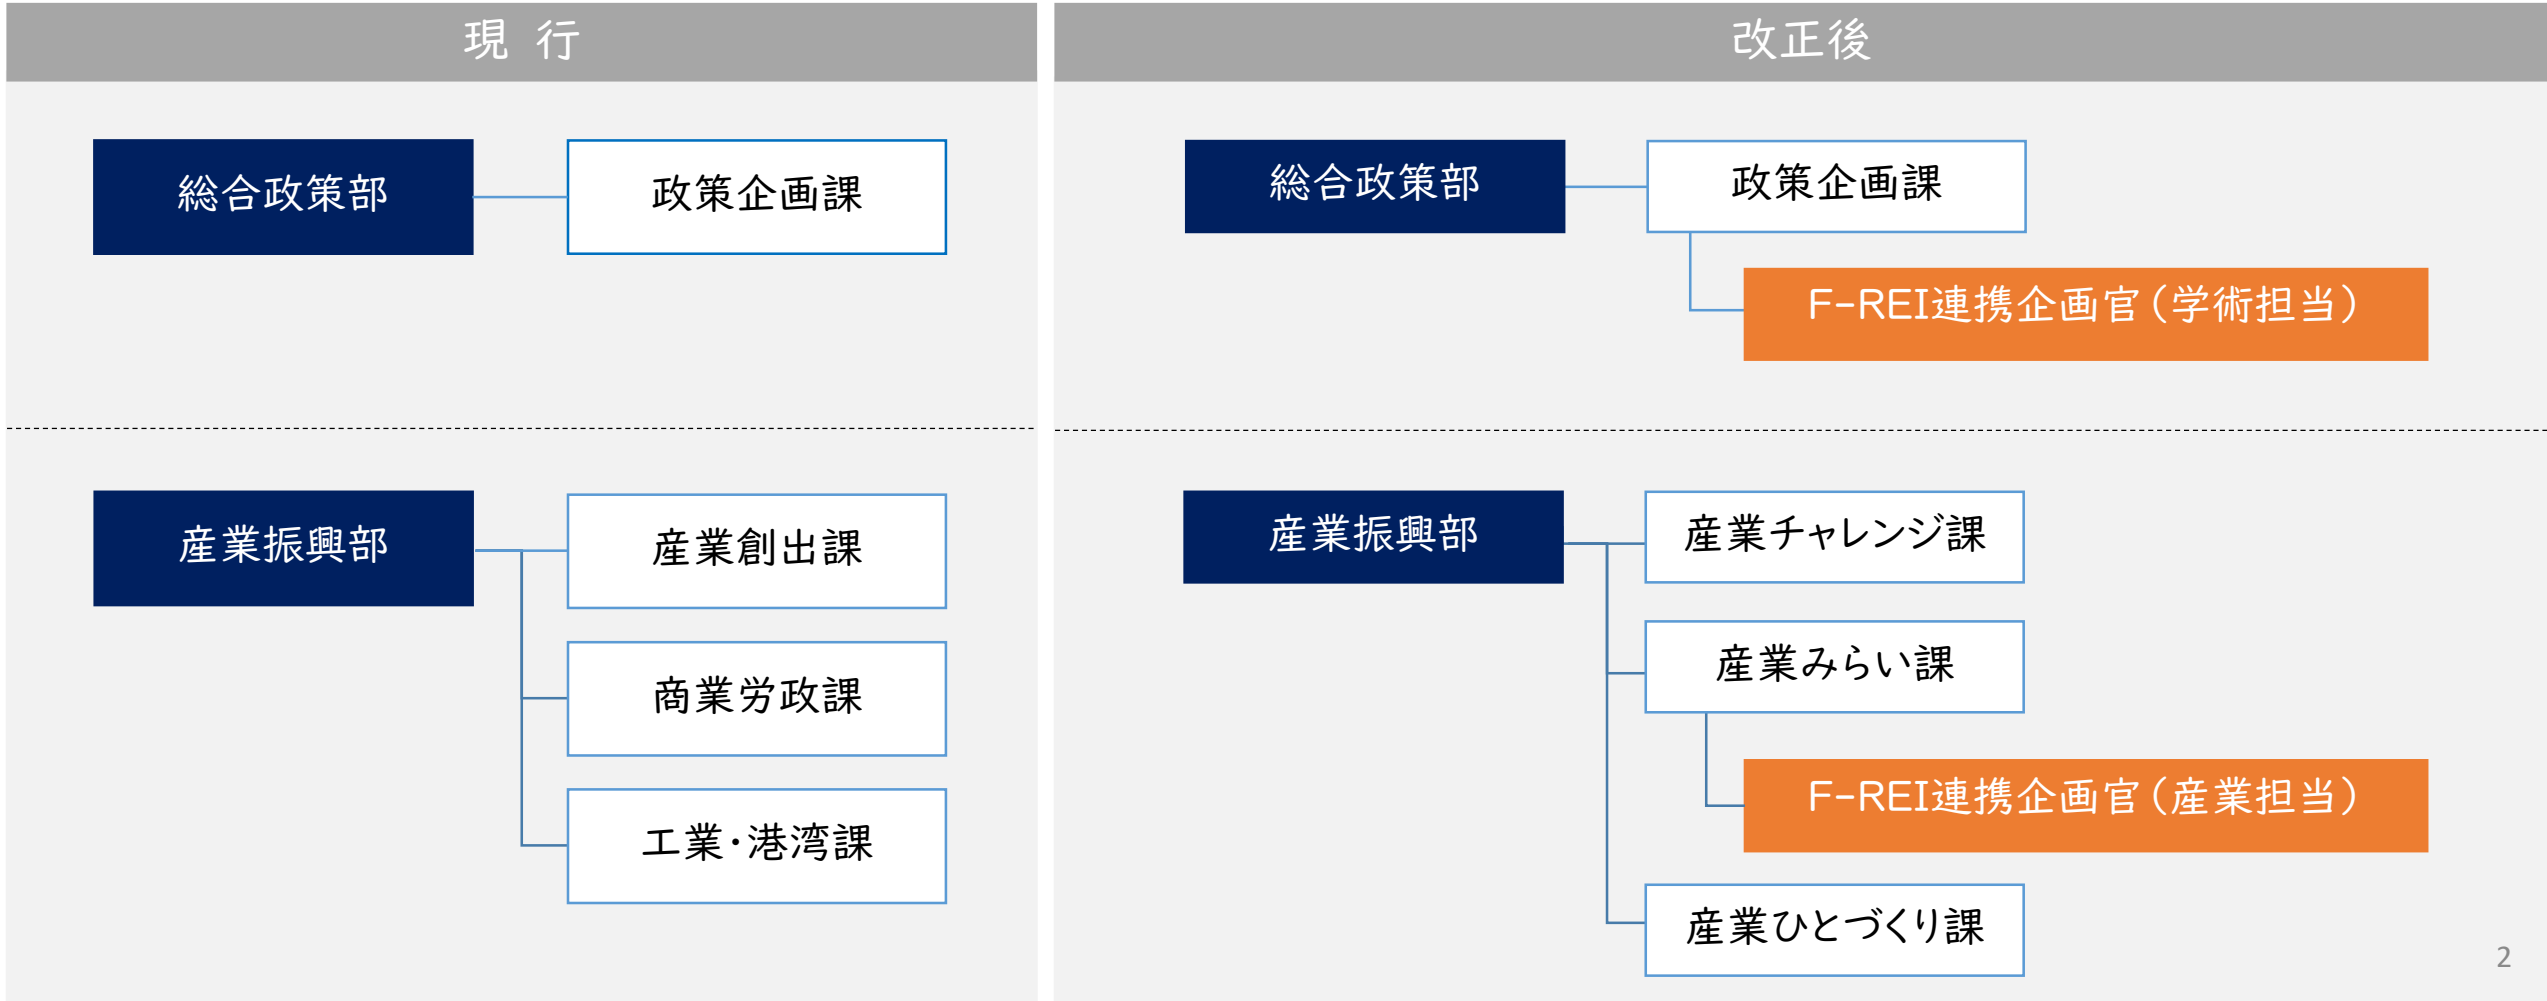 現 行
総合政策部
政策企画課
産業振興部
産業創出課
商業労政課
工業・港湾課
改正後
総合政策部
政策企画課
F-REI連携企画官（学術担当）
産業振興部
産業チャレンジ課
産業みらい課
F-REI連携企画官（産業担当）
産業ひとづくり課
2